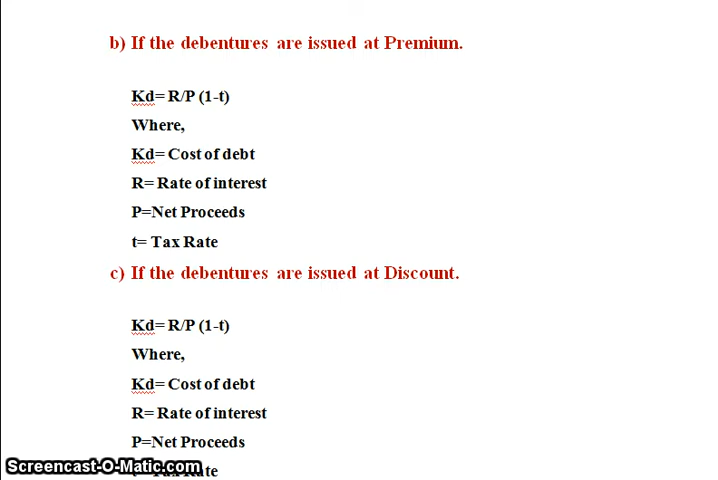 b) If the debentures are issued at Premium.
Kd= R/P (1-t)
Where,
Kd= Cost of debt
R= Rate of interest
P=Net Proceeds
t= Tax Rate
c) If the debentures are issued at Discount.
Kd= R/P (1-t)
Where,
Kd= Cost of debt
R= Rate of interest
P=Net Proceeds
Screencast-O-Matic.com